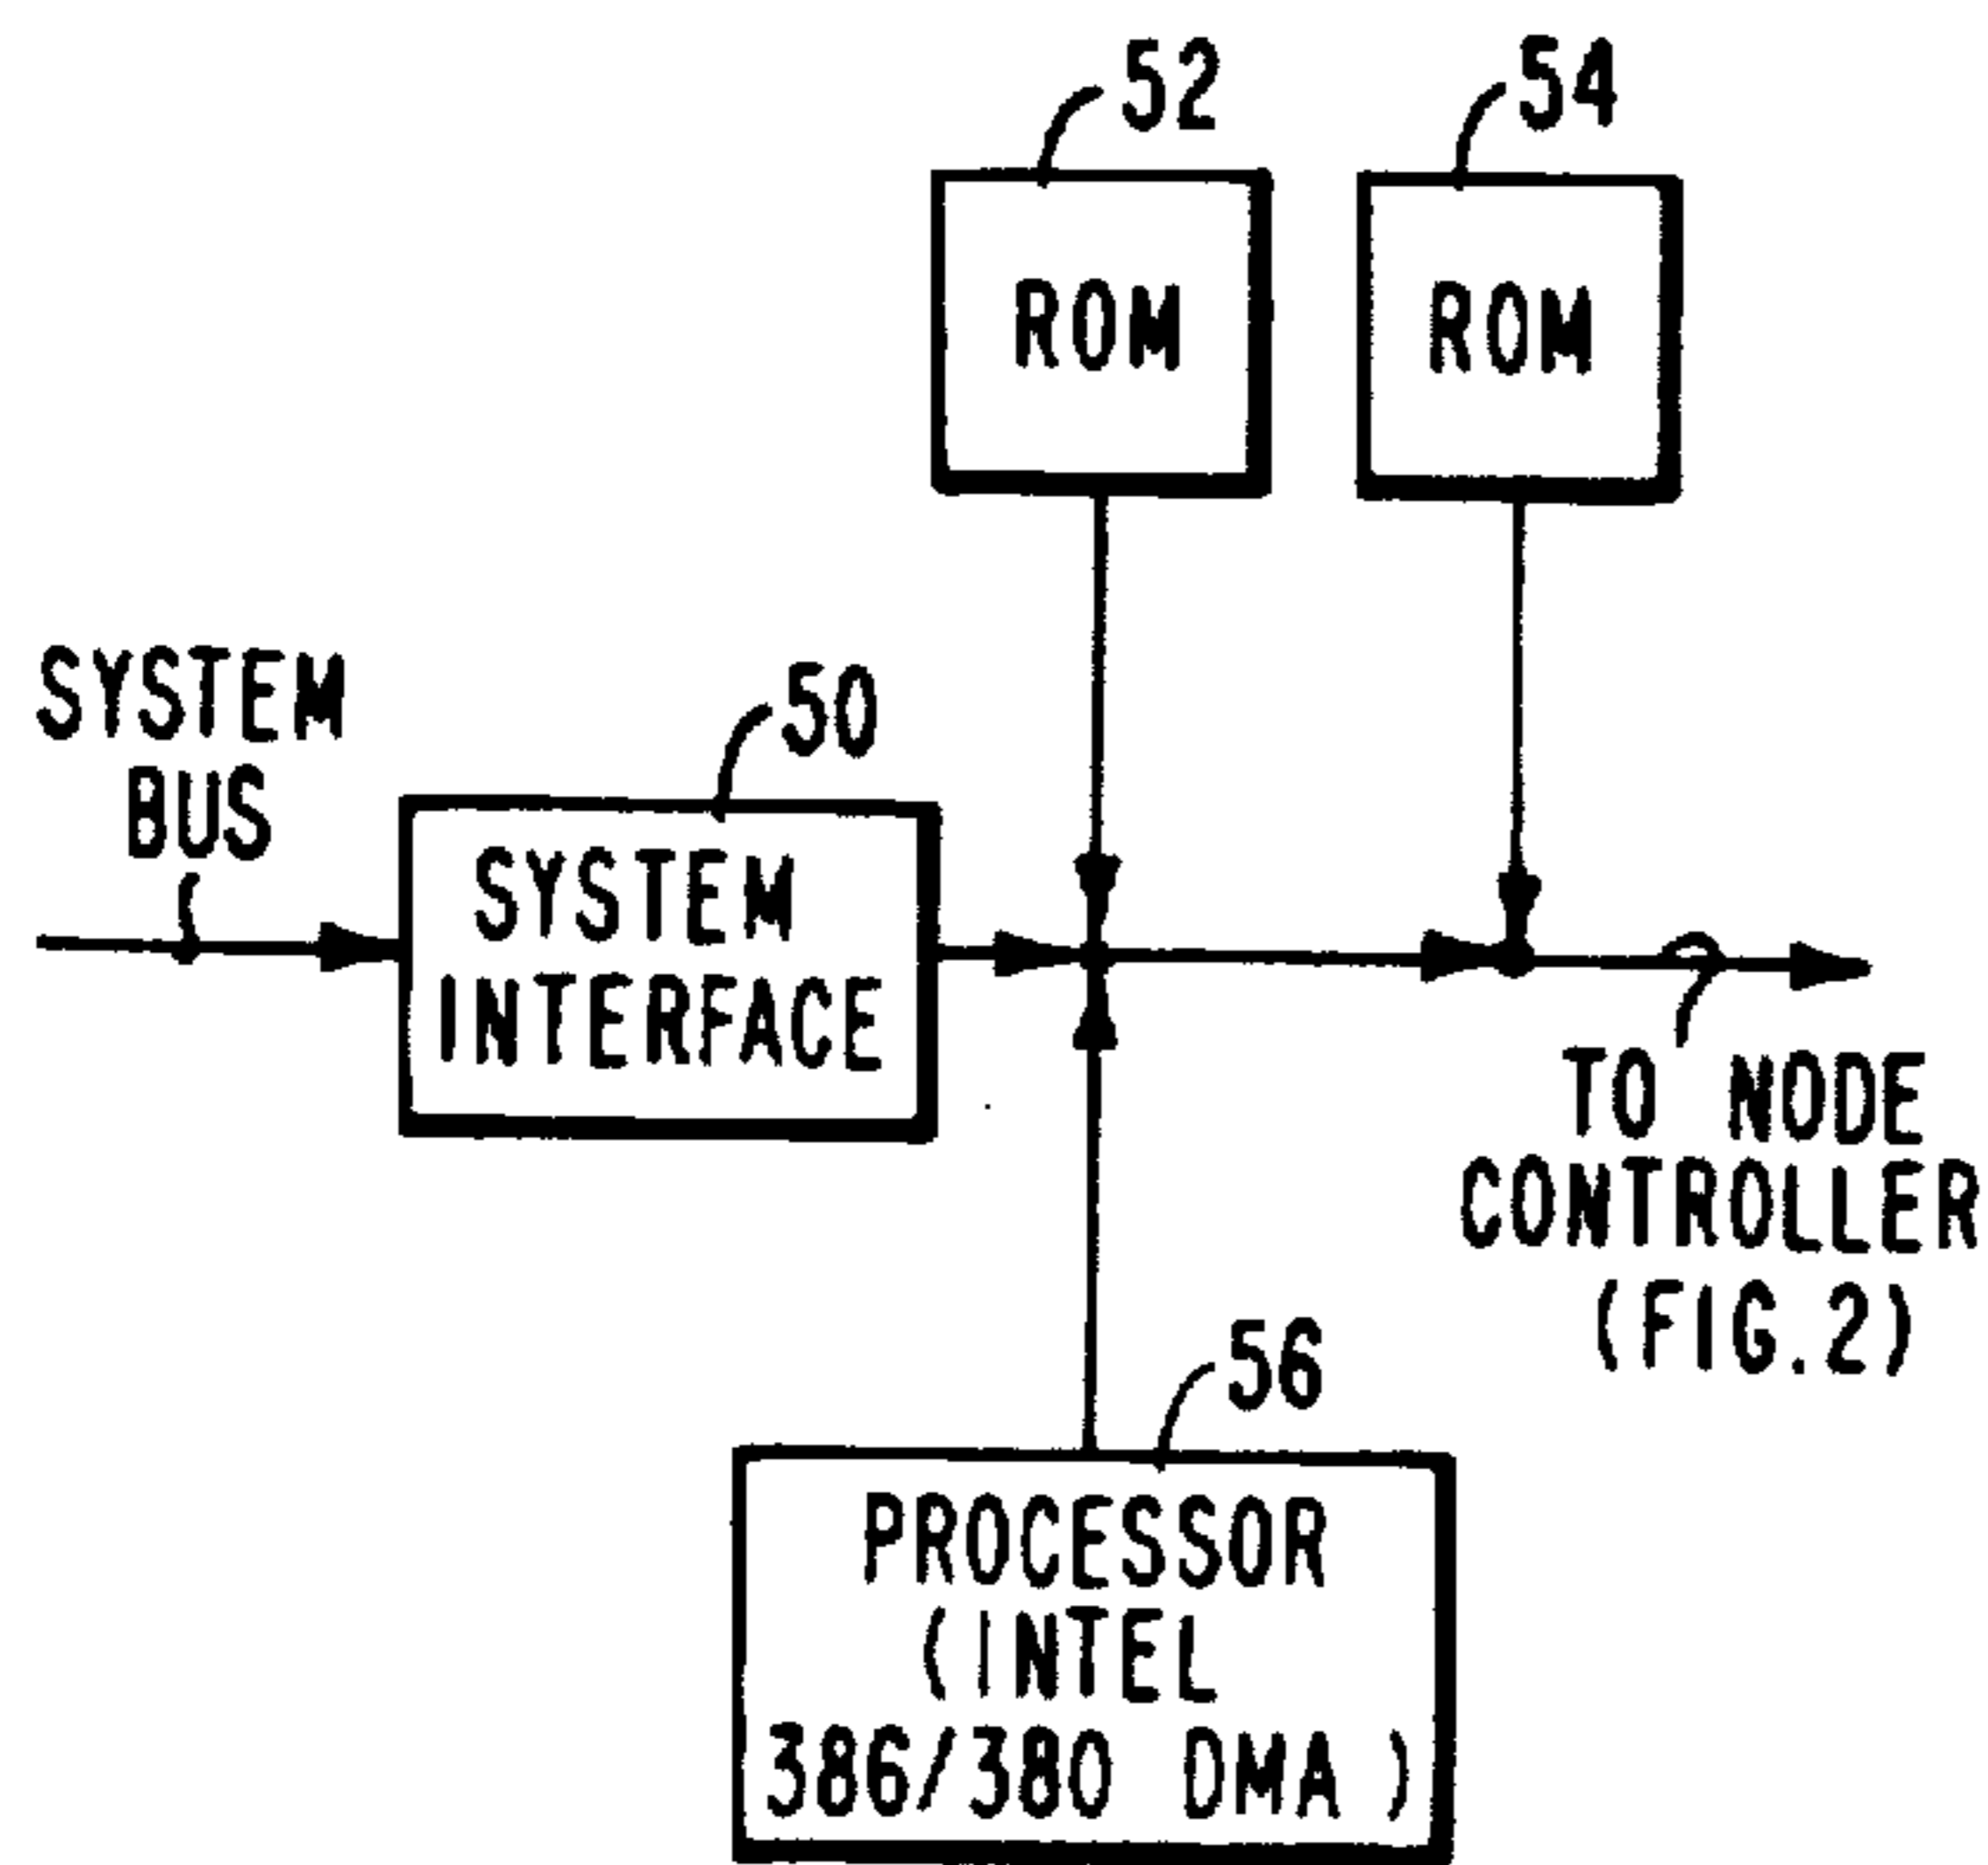 52
54
ROM
ROM
SYSTEM
BUS
50
SYSTEM
INTERFACE
TO NODE
CONTROLLER
(FIG.2)
56
PROCESSOR
(INTEL
386/380 DMA )